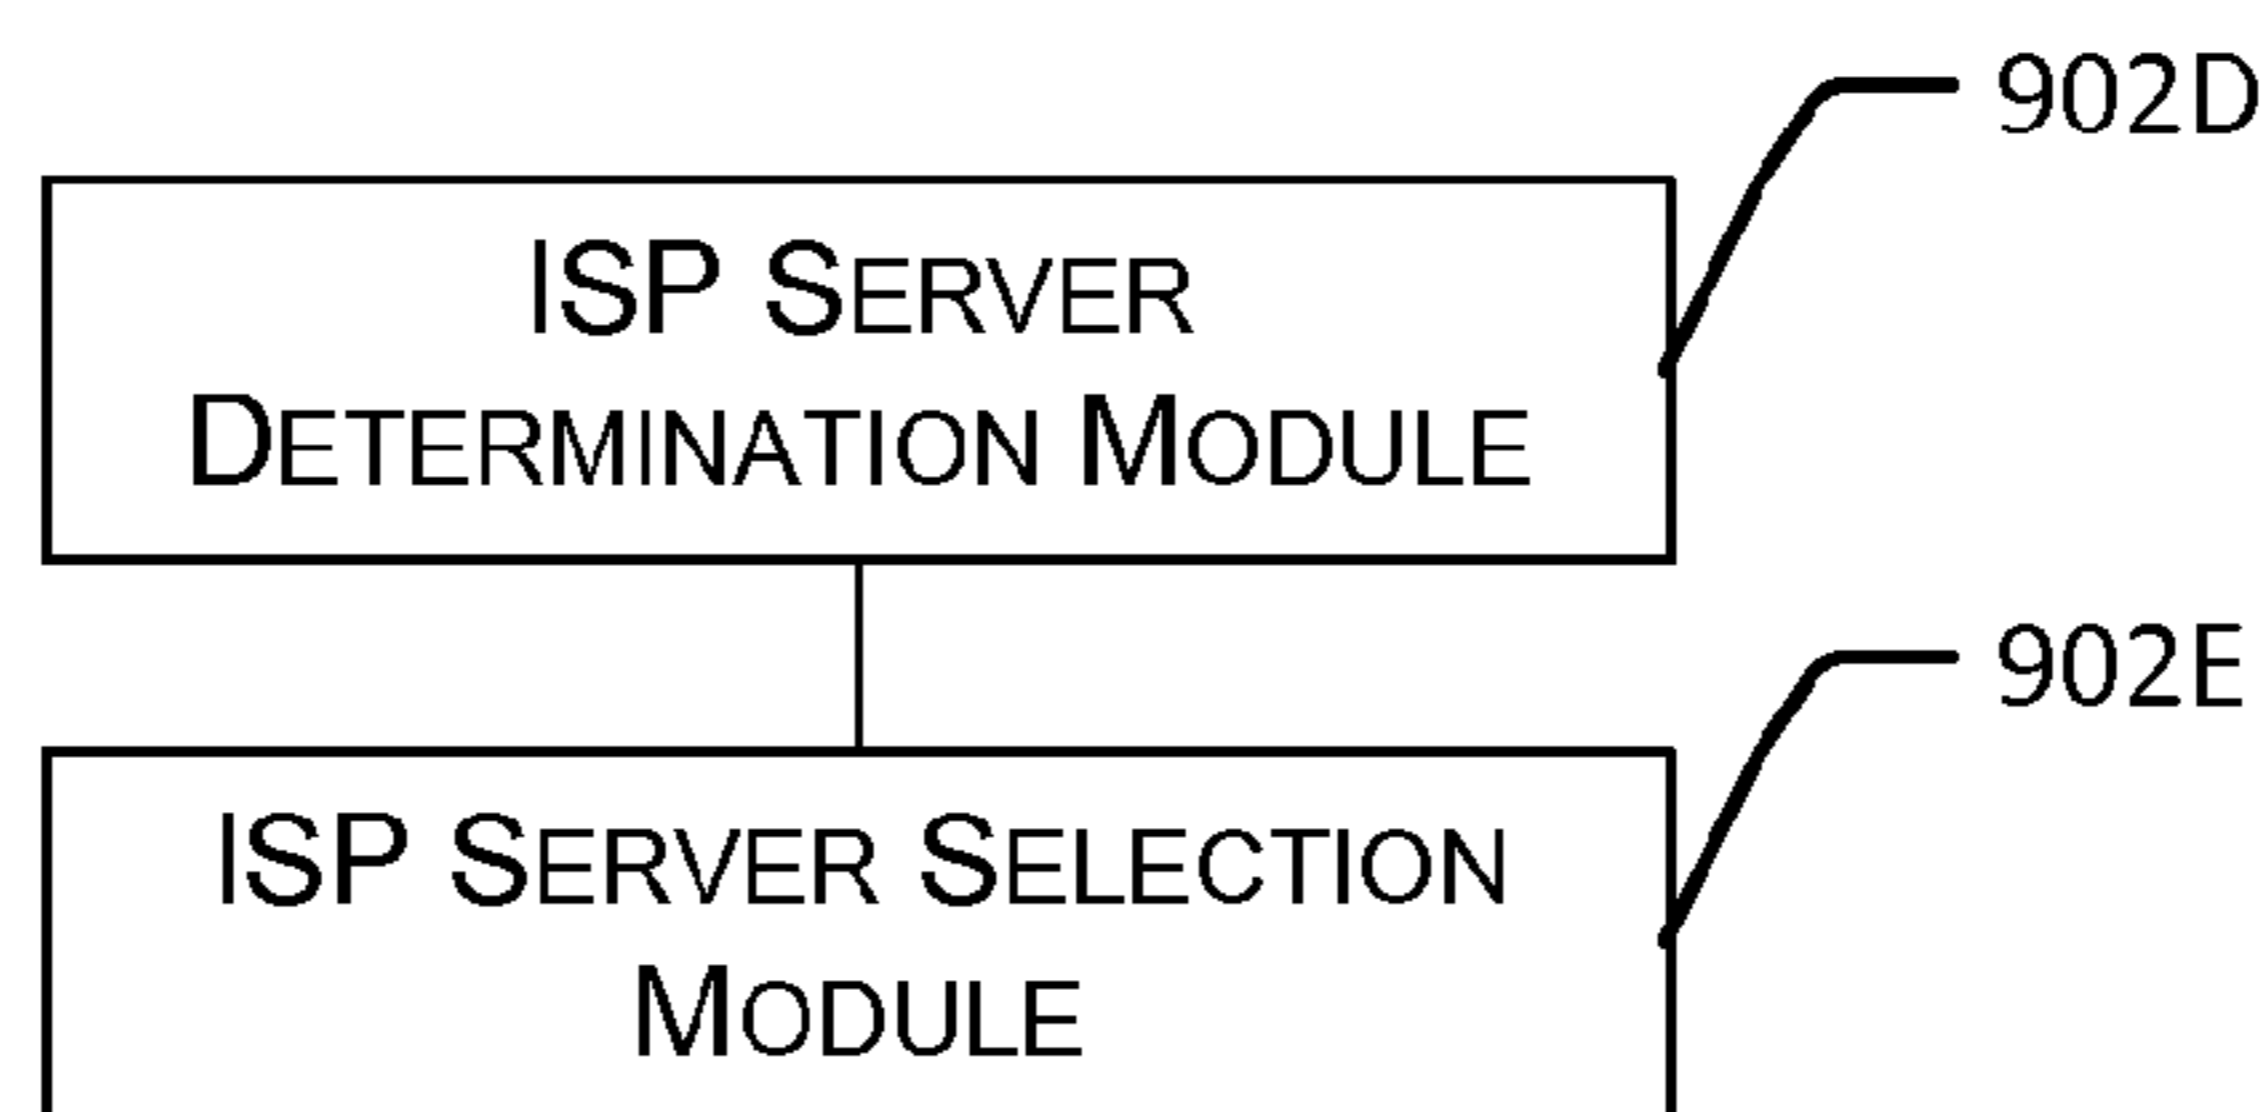 902D
ISP SERVER
DETERMINATION MODULE
902E
ISP SERVER SELECTION
MODULE